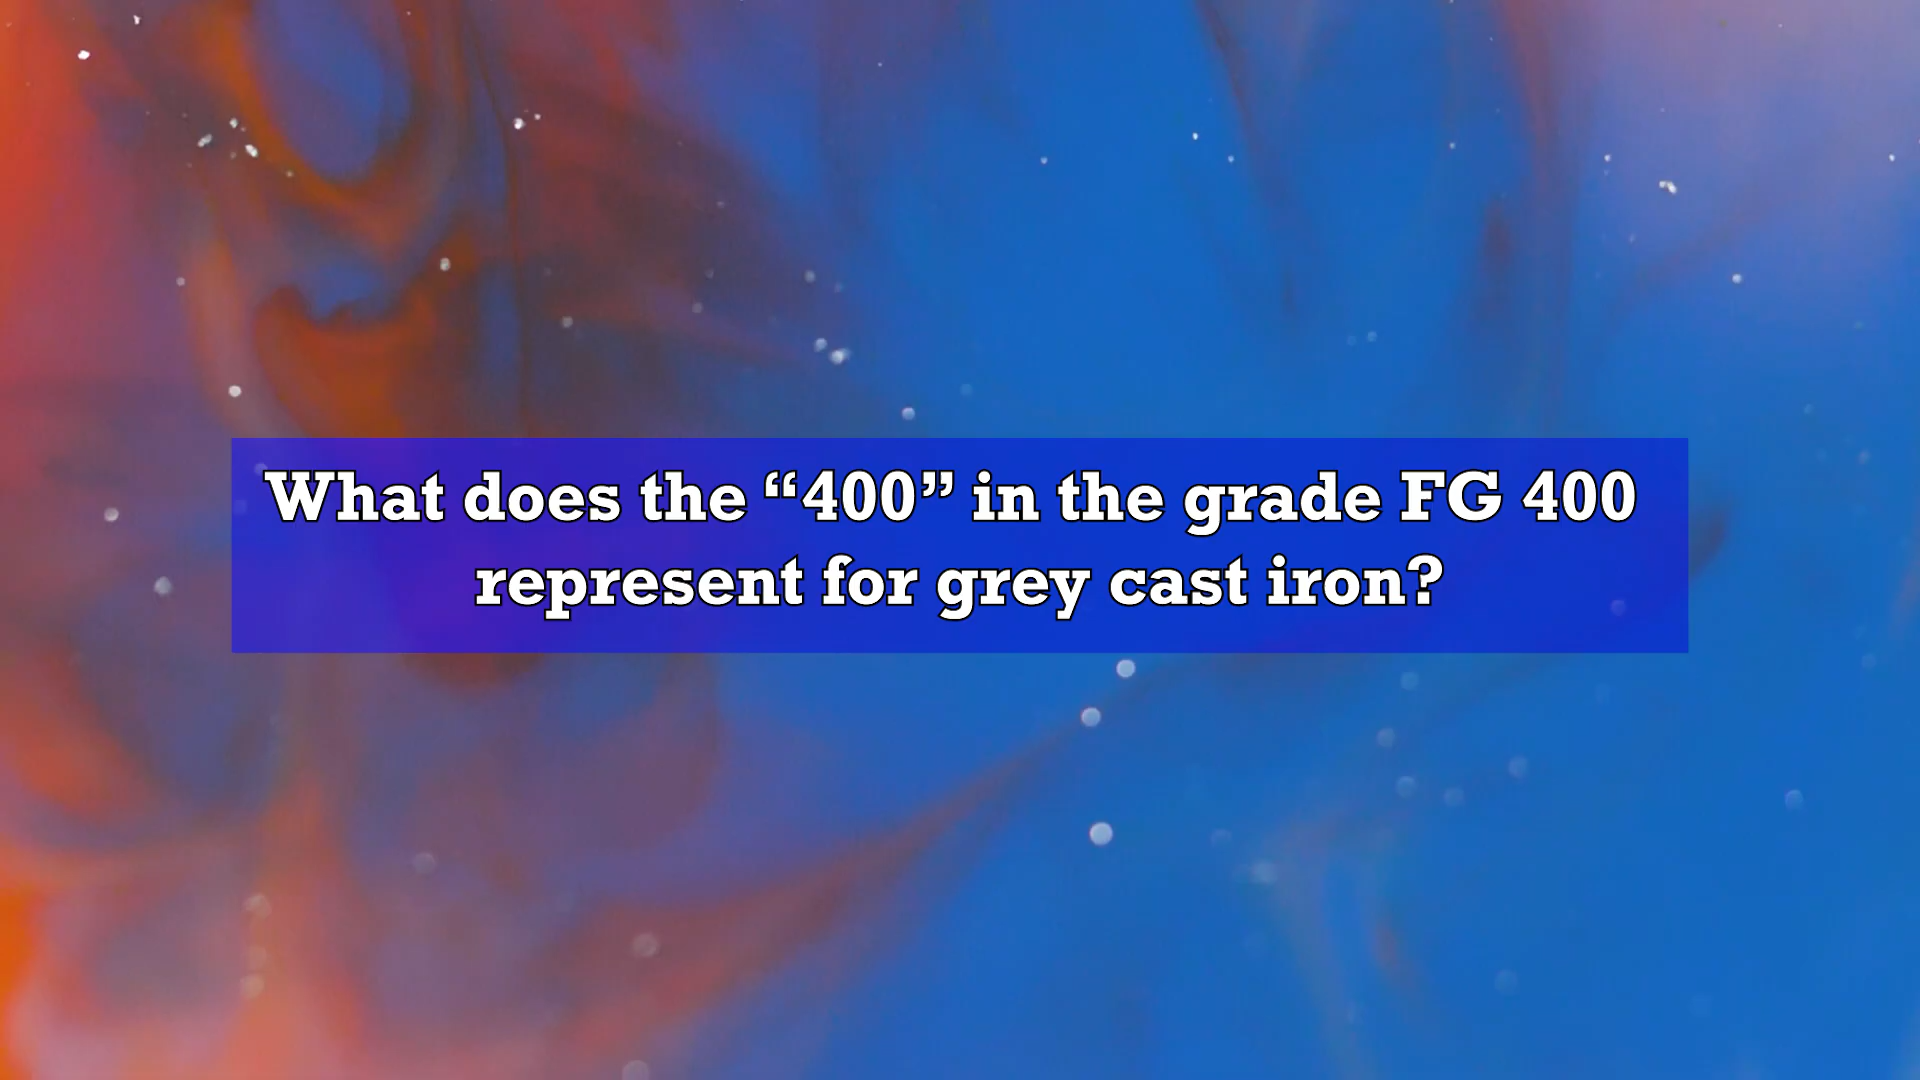 What does the “400” in the grade FG 400
represent for grey cast iron?